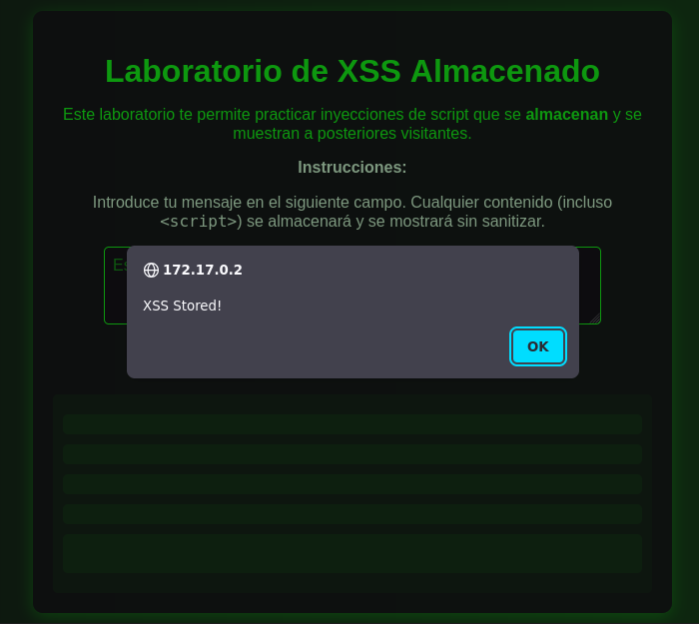 Laboratorio de XSS Almacenado
Este laboratorio te permite practicar inyecciones de script que se almacenan y se
muestran a posteriores visitantes.
Instrucciones:
Introduce tu mensaje en el siguiente campo. Cualquier contenido (incluso
<script>) se almacenará y se mostrará sin sanitizar.
172.17.0.2
XSS Stored!
OK